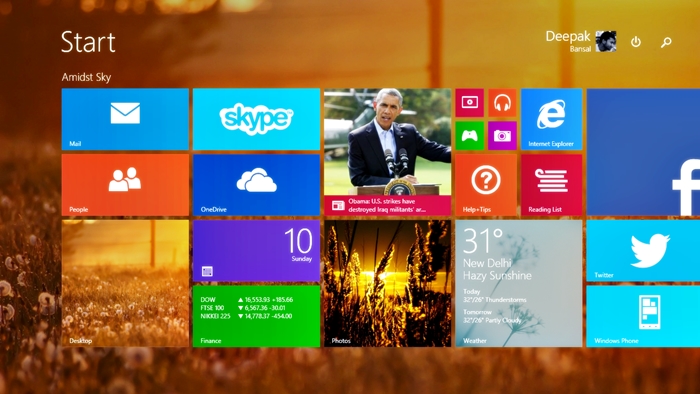 Start
Deepak
Bansal
Amidst Sky
Mail
skype
Internet Explorer
People
OneDrive
Obama: U.S. strikes have
destroyed Iraq militants' ar...
Help+Tips
Reading List
10
Sunday
31°
New Delhi
Hazy Sunshine
Today
32°/26° Thunderstorms
Tomorrow
32°/26° Partly Cloudy
Twitter
DOW ▲ 16,553.93 +185.66
FTSE 100 ▼ 6,567.36 -30.01
NIKKEI 225 ▼ 14,778.37 -454.00
Desktop
Finance
Photos
Weather
Windows Phone